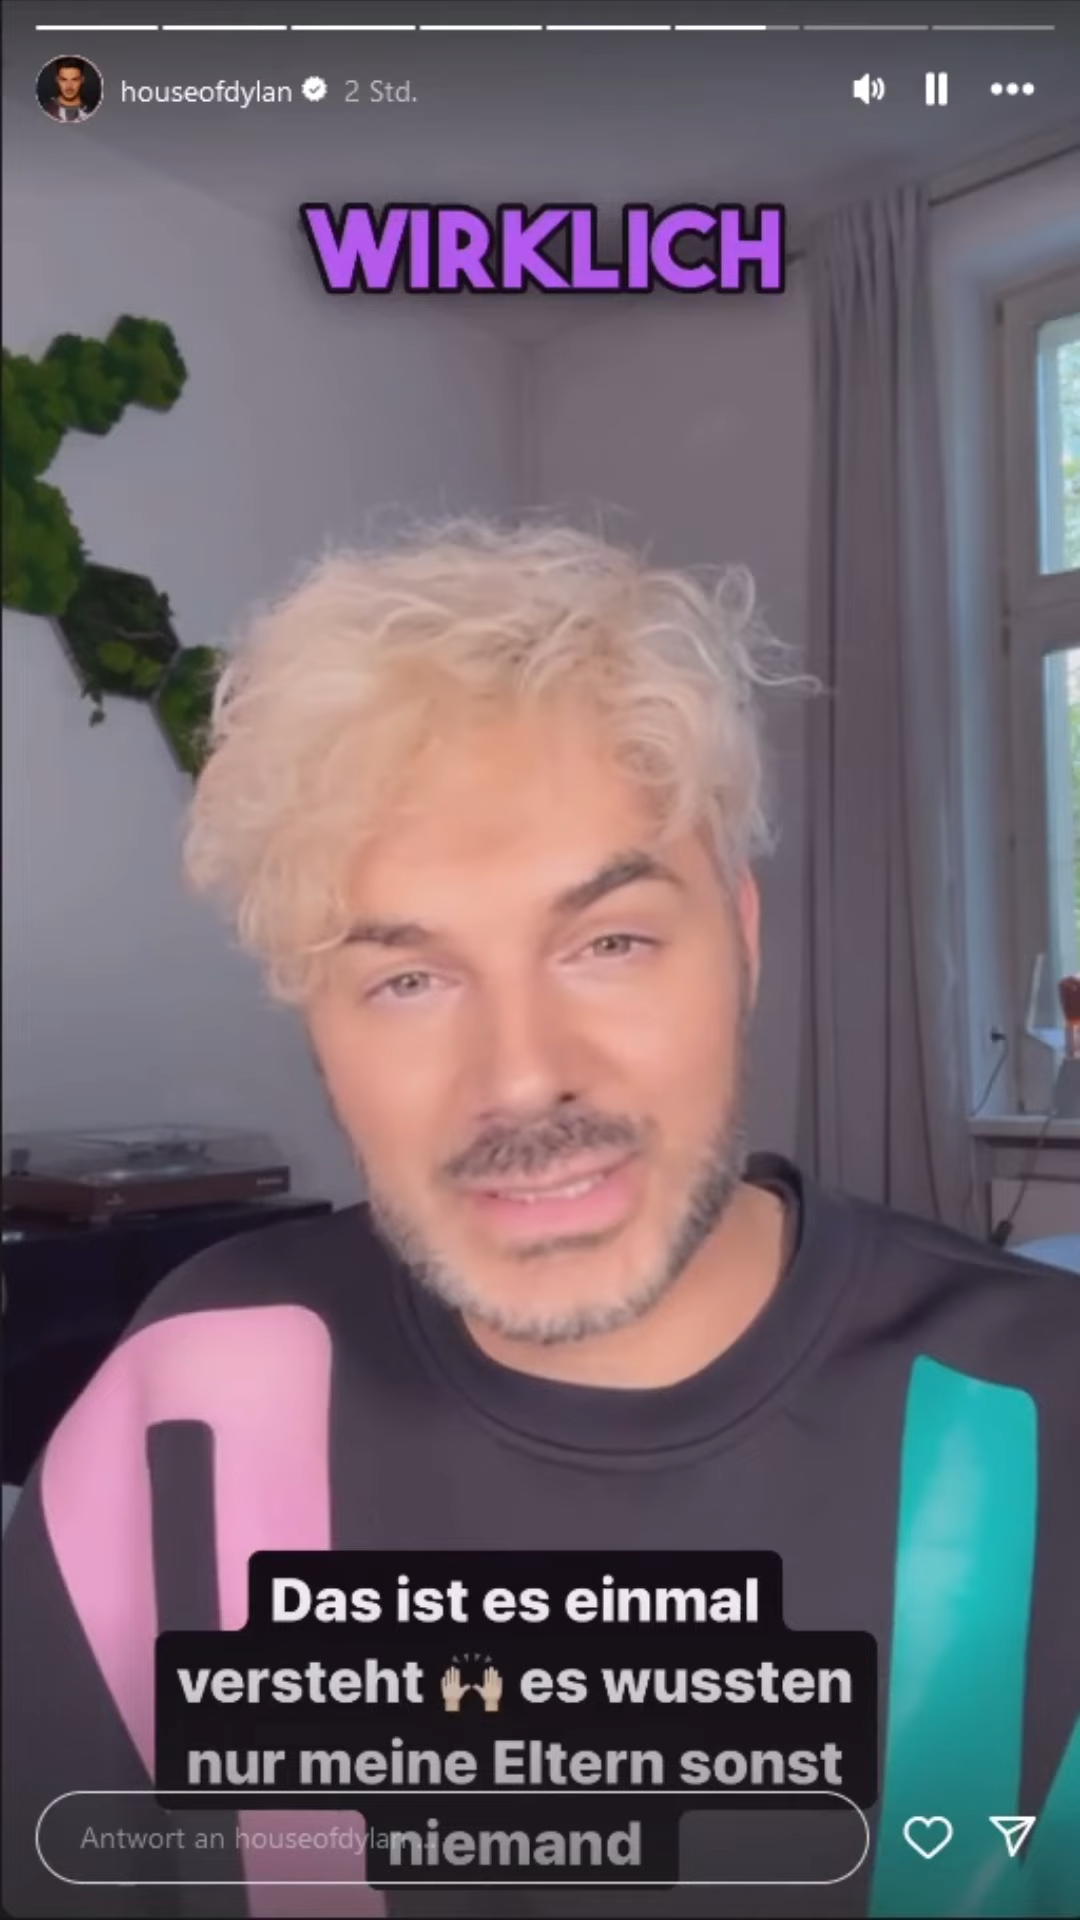 houseofdylan 2 Std.
WIRKLICH
Das ist es einmal
versteht 🙌🏼 es wussten
nur meine Eltern sonst
niemand
Antwort an houseofdylan ...